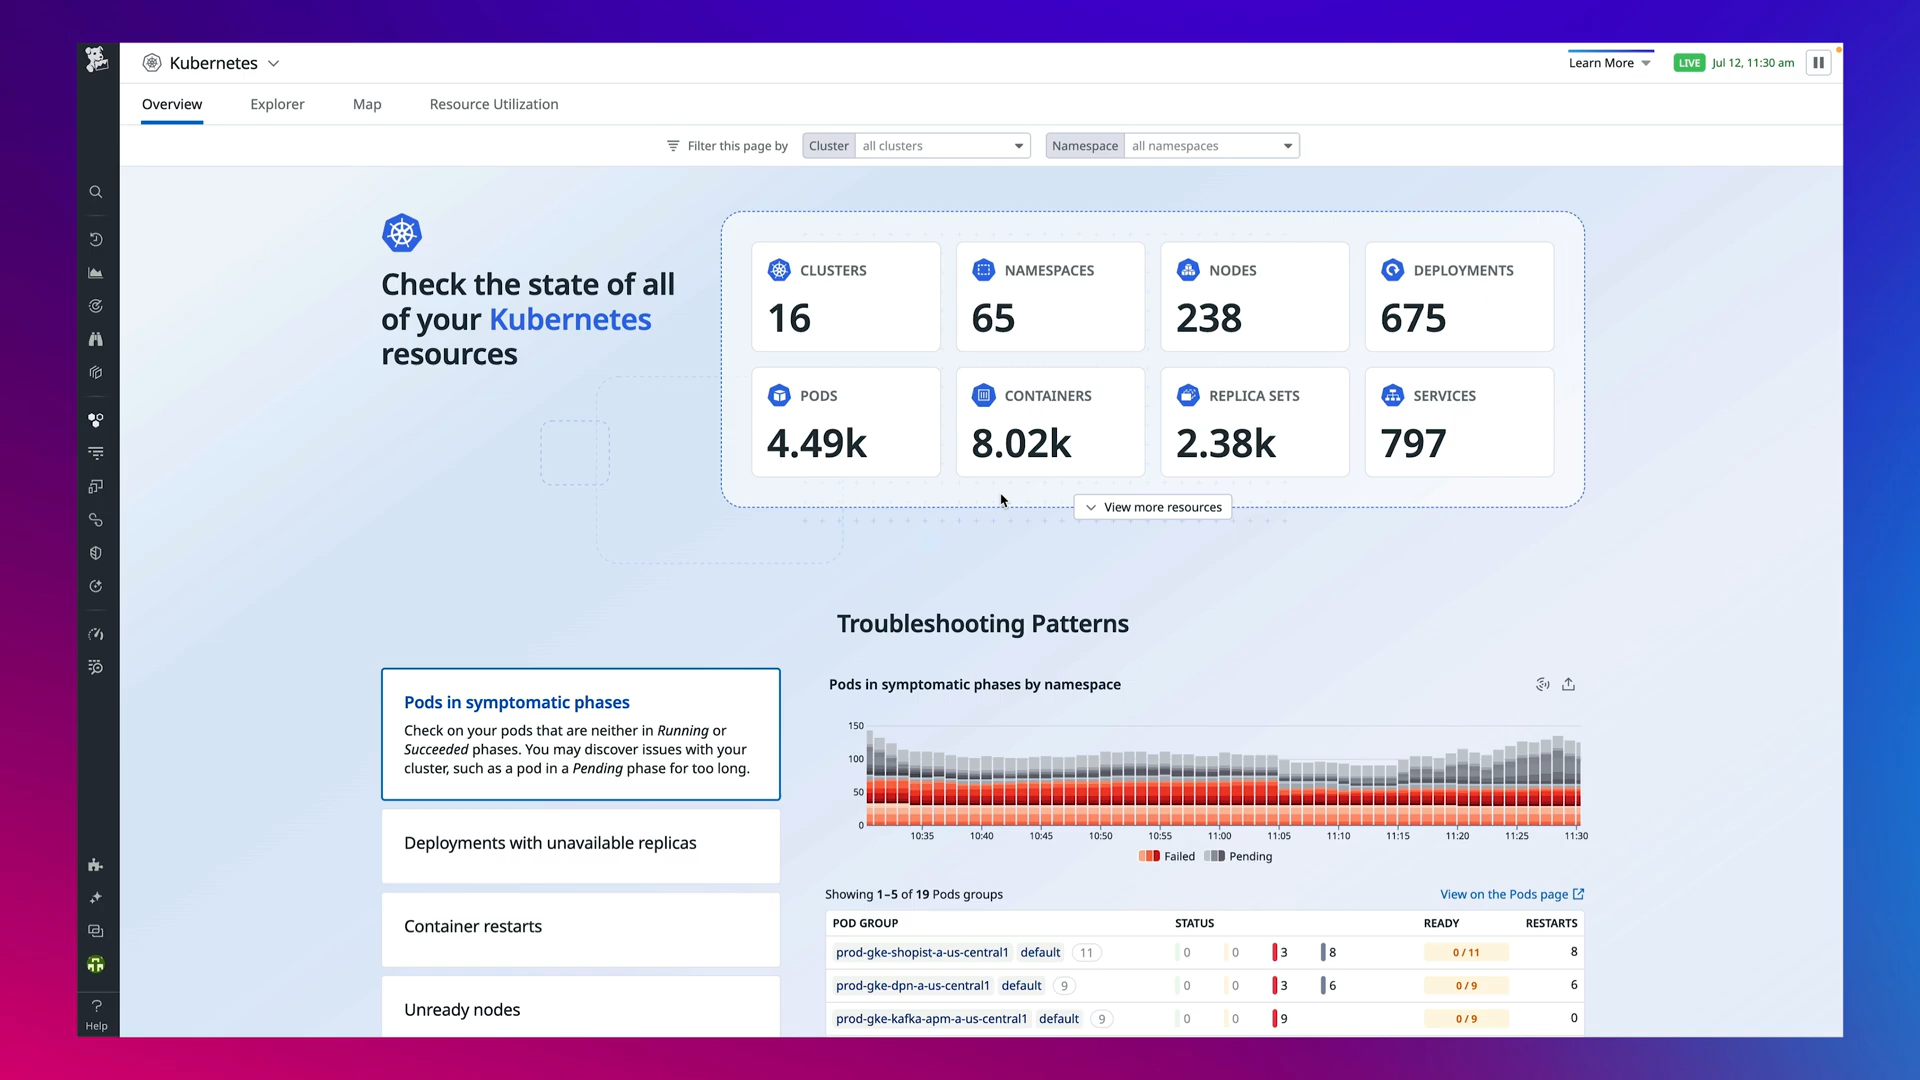 Kubernetes
Learn More
LIVE Jul 12, 11:30 am
Overview Explorer Map Resource Utilization
Filter this page by Cluster all clusters Namespace all namespaces
Check the state of all
of your Kubernetes
resources
CLUSTERS
16
NAMESPACES
65
NODES
238
DEPLOYMENTS
675
PODS
4.49k
CONTAINERS
8.02k
REPLICA SETS
2.38k
SERVICES
797
View more resources
Troubleshooting Patterns
Pods in symptomatic phases
Check on your pods that are neither in Running or
Succeeded phases. You may discover issues with your
cluster, such as a pod in a Pending phase for too long.
Deployments with unavailable replicas
Container restarts
Unready nodes
Pods in symptomatic phases by namespace
150
100
50
0
10:35 10:40 10:45 10:50 10:55 11:00 11:05 11:10 11:15 11:20 11:25 11:30
Failed Pending
Showing 1–5 of 19 Pods groups
View on the Pods page
POD GROUP STATUS READY RESTARTS
prod-gke-shopist-a-us-central1 default 11 0 0 3 8 0 / 11 8
prod-gke-dpn-a-us-central1 default 9 0 0 3 6 0 / 9 6
prod-gke-kafka-apm-a-us-central1 default 9 0 0 9 0 / 9 0
? Help